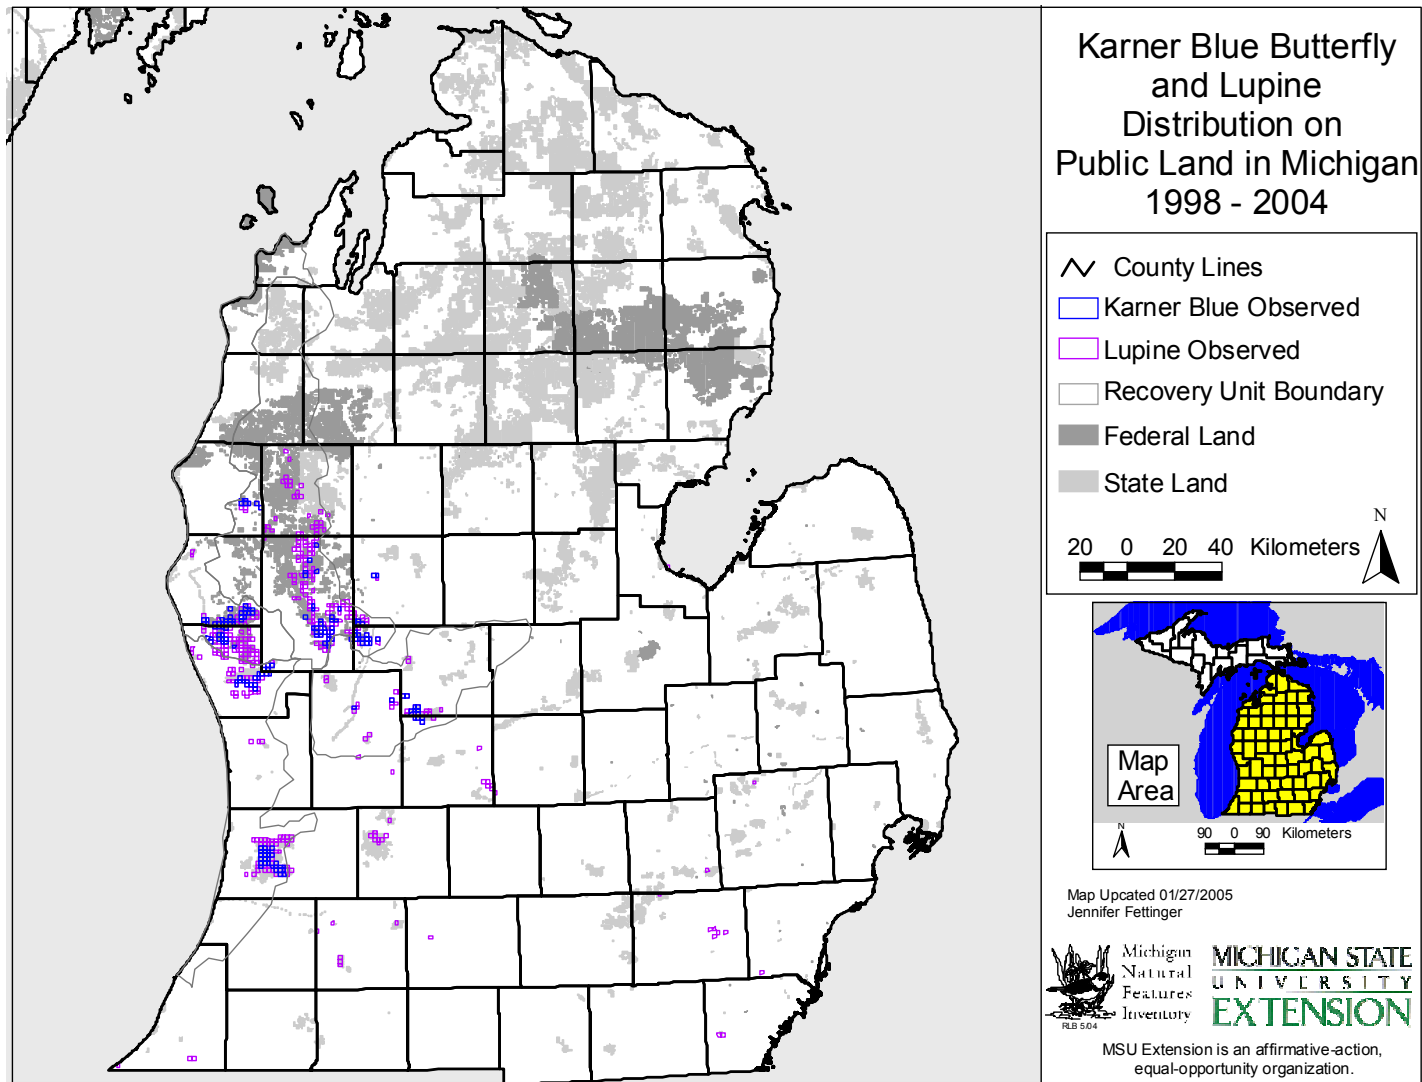 Karner Blue Butterfly
and Lupine
Distribution on
Public Land in Michigan
1998 - 2004
County Lines
Karner Blue Observed
Lupine Observed
Recovery Unit Boundary
Federal Land
State Land
N
20 0 20 40 Kilometers
Map
Area
N
90 0 90 Kilometers
Map Upcated 01/27/2005
Jennifer Fettinger
Michigan
Natural
Features
Inventory
RLB 5/04
MICHIGAN STATE
UNIVERSITY
EXTENSION
MSU Extension is an affirmative-action,
equal-opportunity organization.